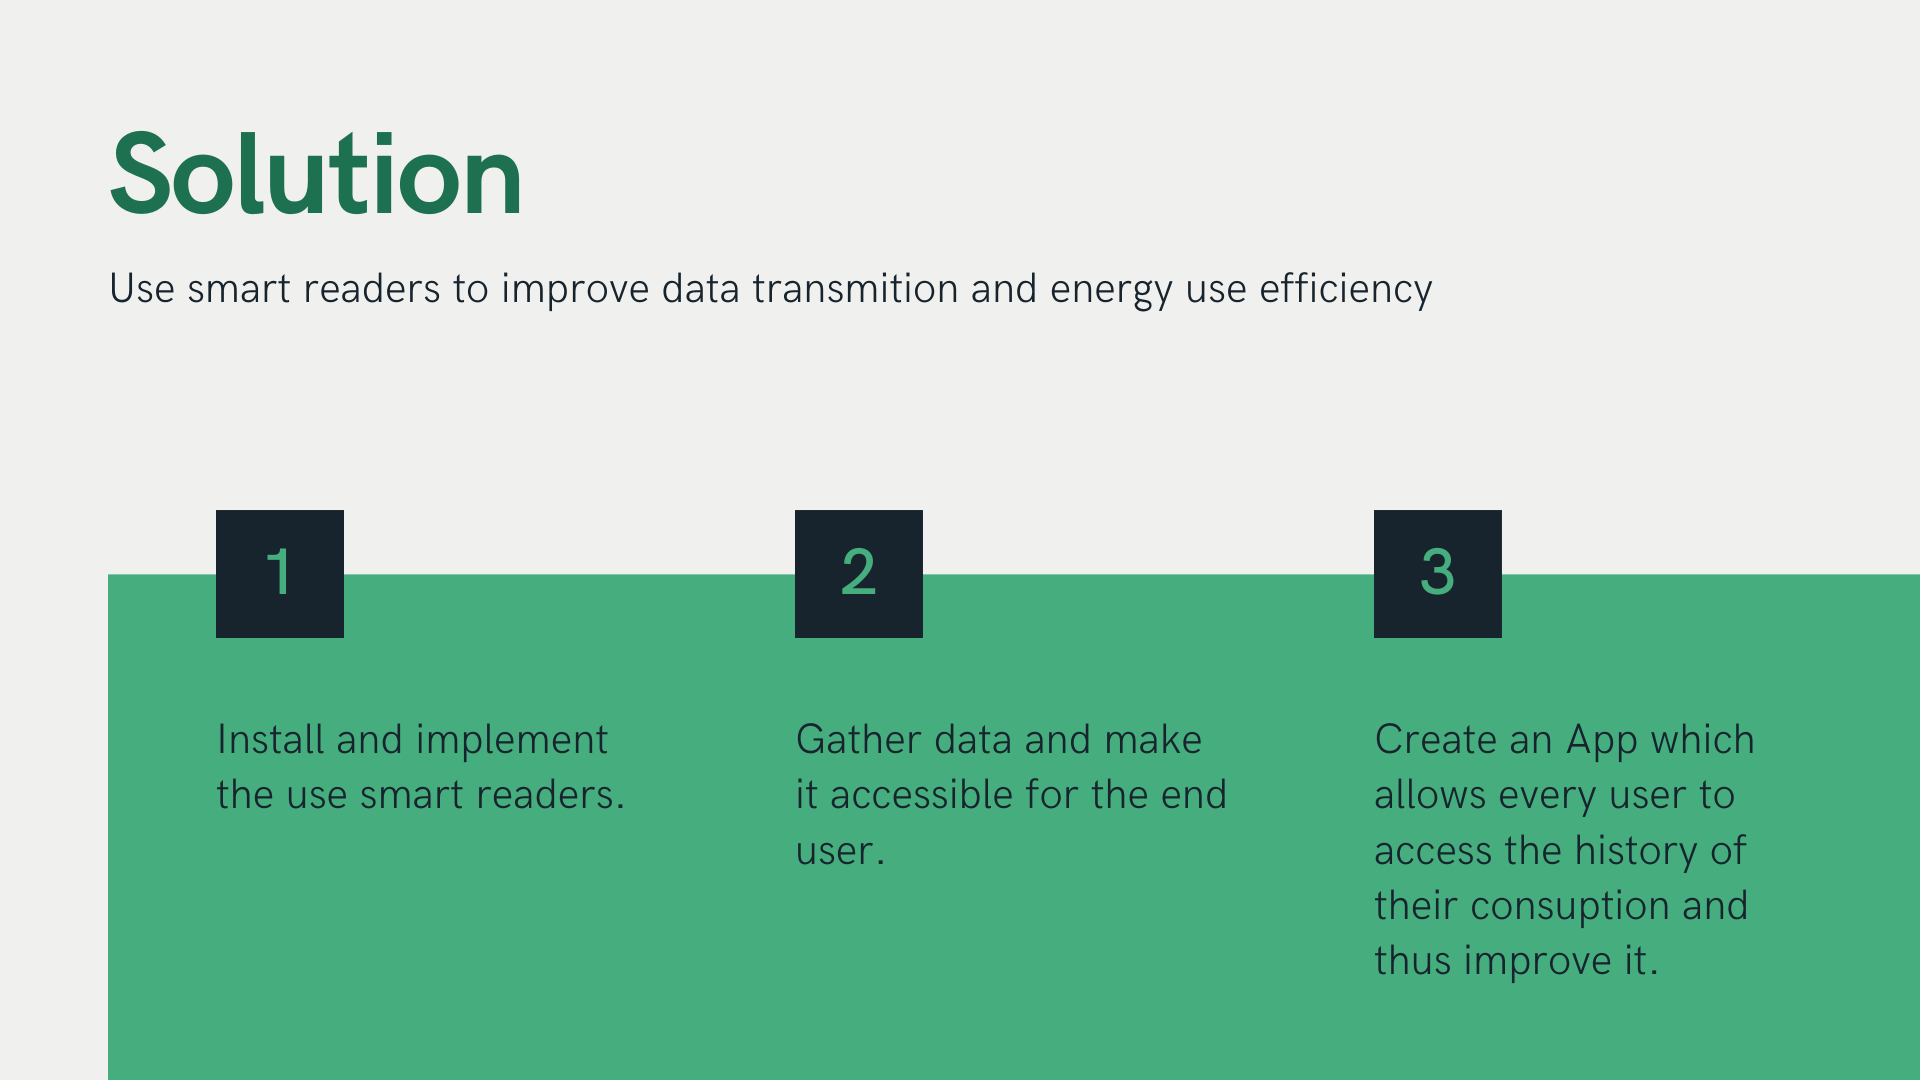 Solution
Use smart readers to improve data transmition and energy use efficiency
1
Install and implement
the use smart readers.
2
Gather data and make
it accessible for the end
user.
3
Create an App which
allows every user to
access the history of
their consuption and
thus improve it.